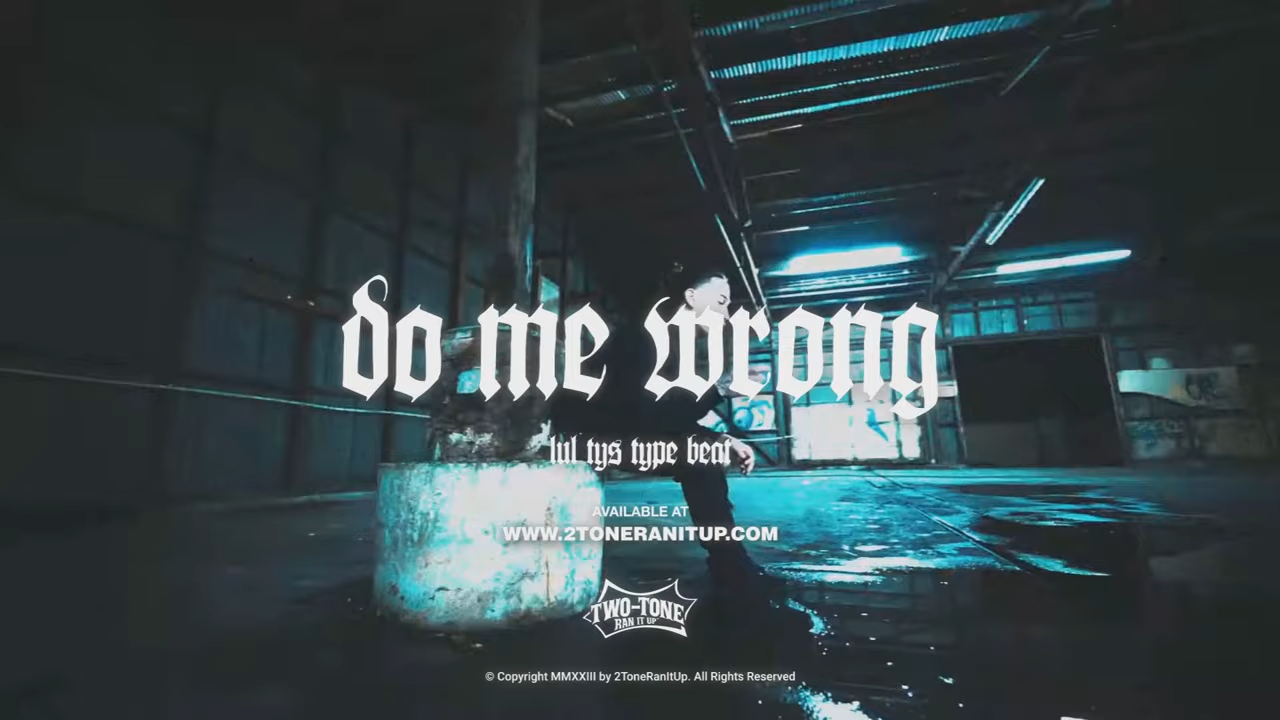 do me wrong
lul tys type beat
AVAILABLE AT
WWW.2TONERANITUP.COM
TWO-TONE
RAN IT UP
© Copyright MMXXIII by 2ToneRanItUp. All Rights Reserved